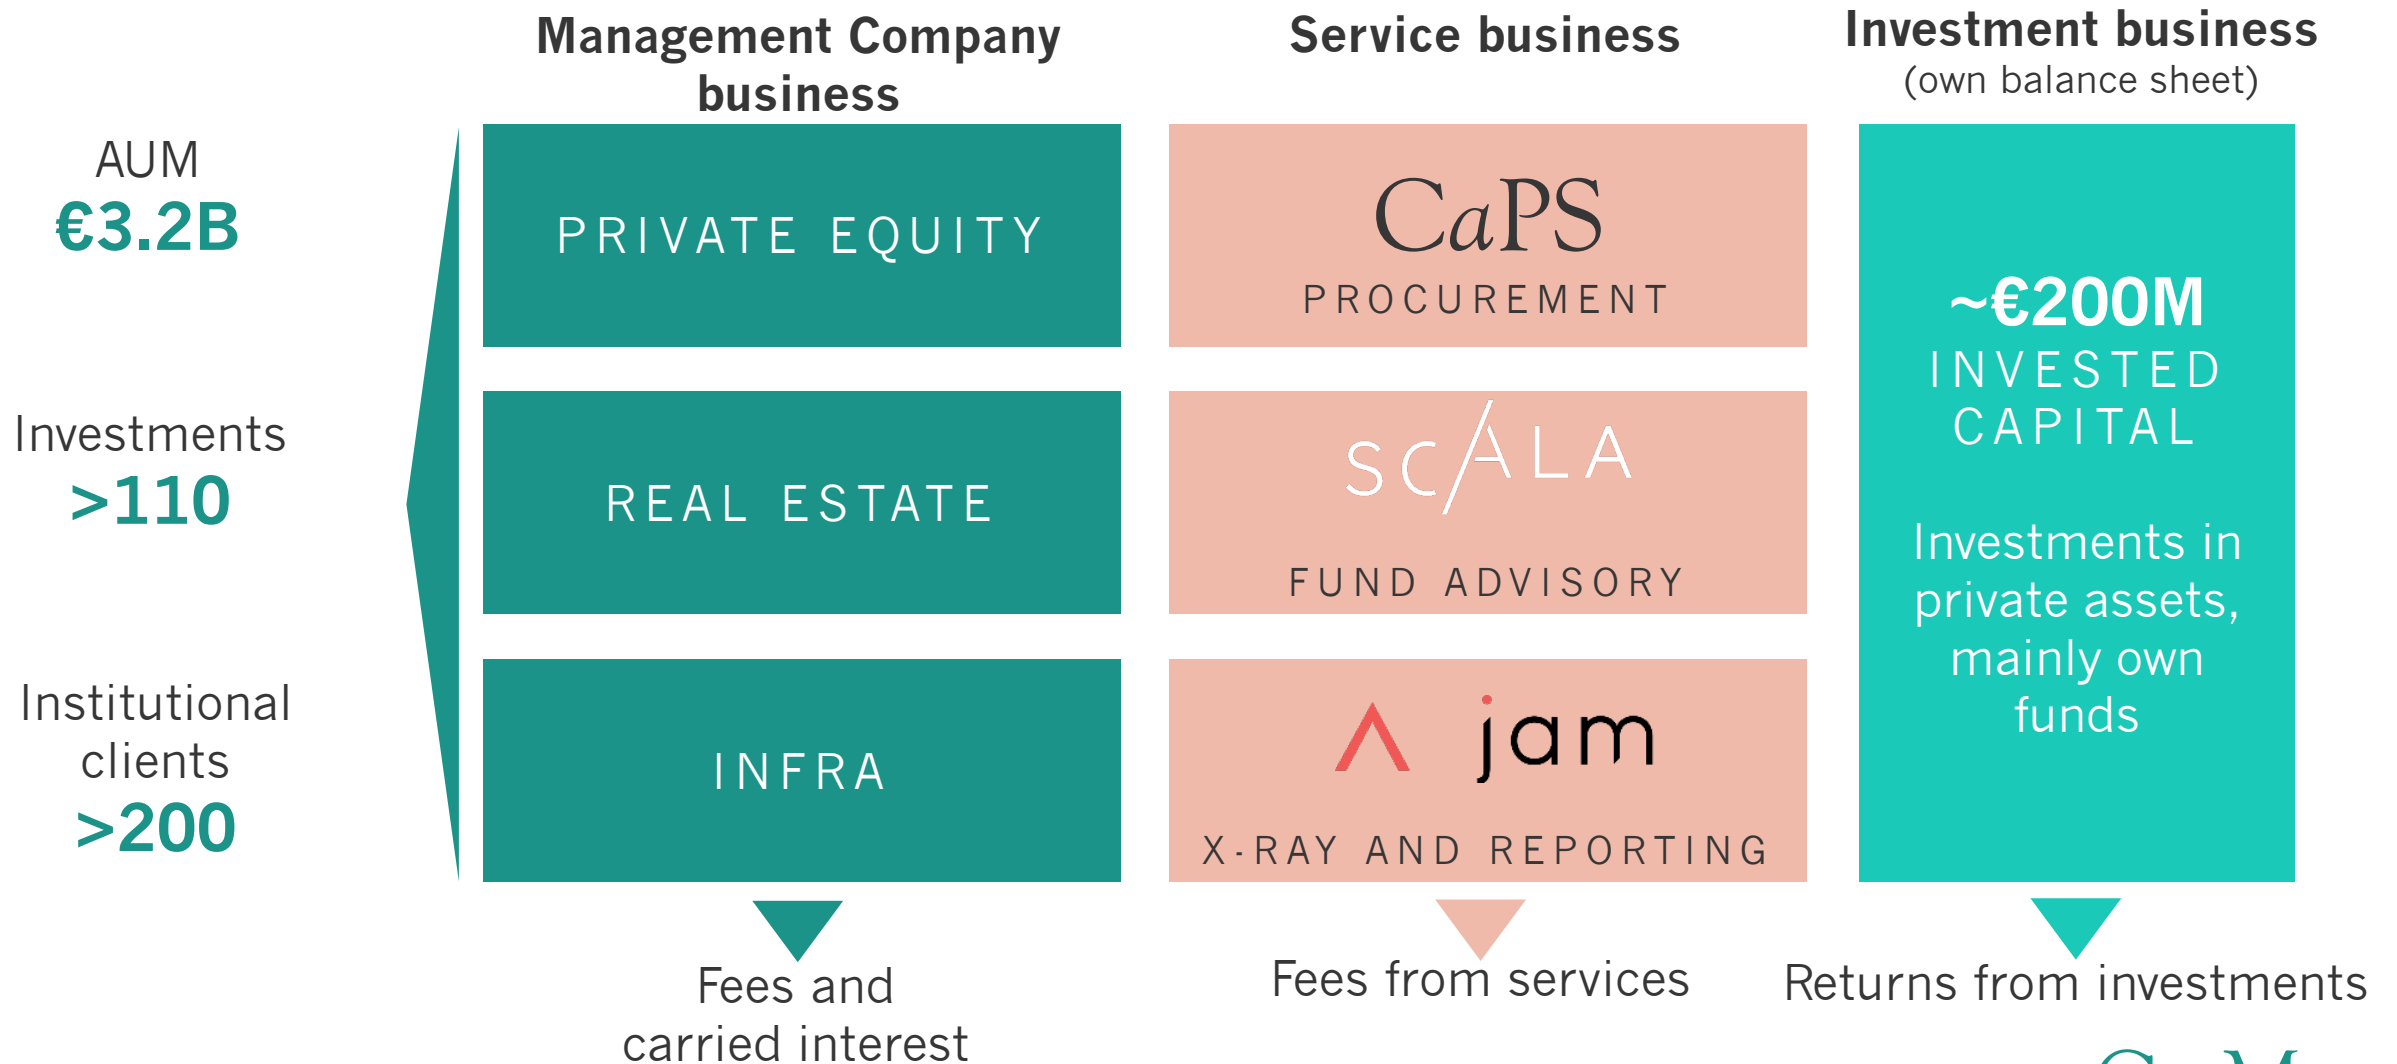 Management Company
business
Service business
Investment business
(own balance sheet)
AUM
€3.2B
Investments
>110
Institutional
clients
>200
PRIVATE EQUITY
REAL ESTATE
INFRA
Fees and
carried interest
CaPS
PROCUREMENT
SCALA
FUND ADVISORY
jam
X-RAY AND REPORTING
Fees from services
~€200M
INVESTED
CAPITAL
Investments in
private assets,
mainly own
funds
Returns from investments